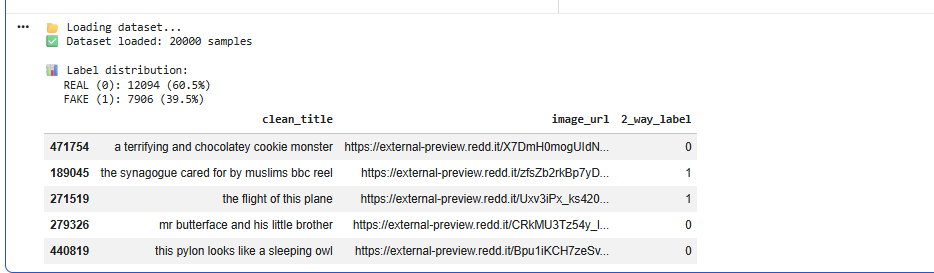 ••• 📁 Loading dataset...
✅ Dataset loaded: 20000 samples
📊 Label distribution:
REAL (0): 12094 (60.5%)
FAKE (1): 7906 (39.5%)
clean_title image_url 2_way_label
471754 a terrifying and chocolatey cookie monster https://external-preview.redd.it/X7DmH0mogUIdN... 0
189045 the synagogue cared for by muslims bbc reel https://external-preview.redd.it/zfsZb2rkBp7yD... 1
271519 the flight of this plane https://external-preview.redd.it/Uxv3iPx_ks420... 1
279326 mr butterface and his little brother https://external-preview.redd.it/CRkMU3Tz54y_l... 0
440819 this pylon looks like a sleeping owl https://external-preview.redd.it/Bpu1iKCH7zeSv... 0